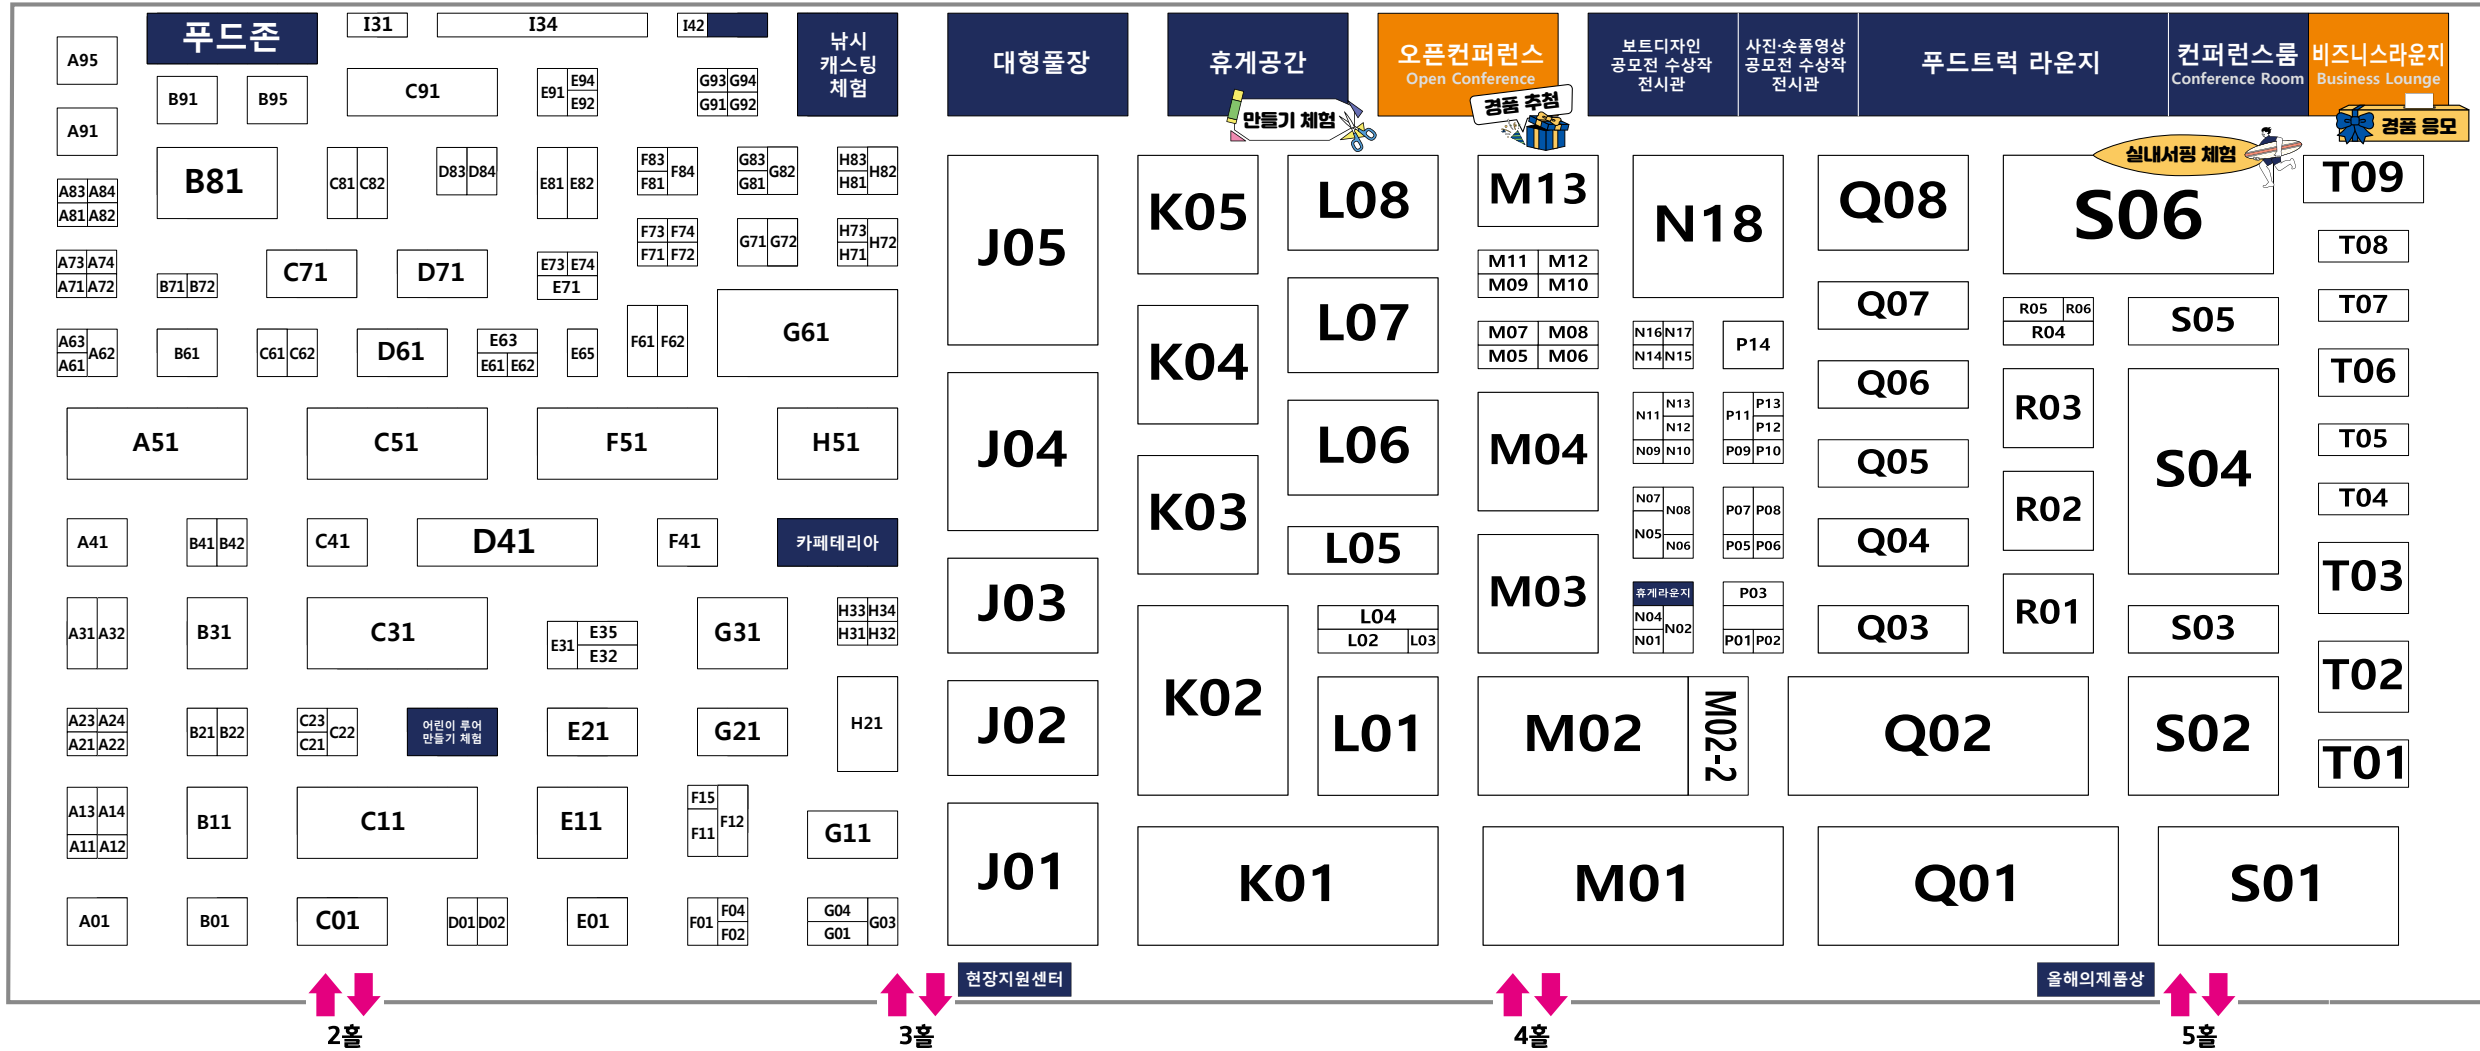 푸드존
I31
I34
I42
낚시
캐스팅
체험
대형풀장
휴게공간
만들기 체험
오픈컨퍼런스
Open Conference
경품 추첨
보트디자인
공모전 수상작
전시관
사진·숏폼영상
공모전 수상작
전시관
푸드트럭 라운지
컨퍼런스룸
Conference Room
비즈니스라운지
Business Lounge
경품 응모
실내서핑 체험
A95
B91
B95
C91
E91
E94
E92
G93 G94
G91 G92
A91
A83 A84
A81 A82
B81
C81 C82
D83 D84
E81 E82
F83
F81
F84
G83
G81
G82
H83
H81
H82
A73 A74
A71 A72
B71 B72
C71
D71
E73 E74
E71
F73 F74
F71 F72
G71 G72
H73
H71
H72
A63
A61
A62
B61
C61 C62
D61
E63
E61 E62
E65
F61 F62
G61
A51
C51
F51
H51
A41
B41 B42
C41
D41
F41
카페테리아
A31 A32
B31
C31
E31
E35
E32
G31
H33 H34
H31 H32
A23 A24
A21 A22
B21 B22
C23
C21
C22
어린이 루어
만들기 체험
E21
G21
H21
A13 A14
A11 A12
B11
C11
E11
F15
F11
F12
G11
A01
B01
C01
D01 D02
E01
F01
F04
F02
G04
G01
G03
J05
J04
J03
J02
J01
K05
K04
K03
K02
K01
L08
L07
L06
L05
L04
L02
L03
L01
M13
M11 M12
M09 M10
M07 M08
M05 M06
M04
M03
M02
M02-2
M01
N18
N16 N17
N14 N15
N11
N13
N12
N09 N10
N07
N05
N08
N06
휴게라운지
N04
N01
N02
P14
P11
P13
P12
P09 P10
P07 P08
P05 P06
P03
P01 P02
Q08
Q07
Q06
Q05
Q04
Q03
Q02
Q01
R05 R06
R04
R03
R02
R01
S06
S05
S04
S03
S02
S01
T09
T08
T07
T06
T05
T04
T03
T02
T01
현장지원센터
올해의제품상
2홀
3홀
4홀
5홀